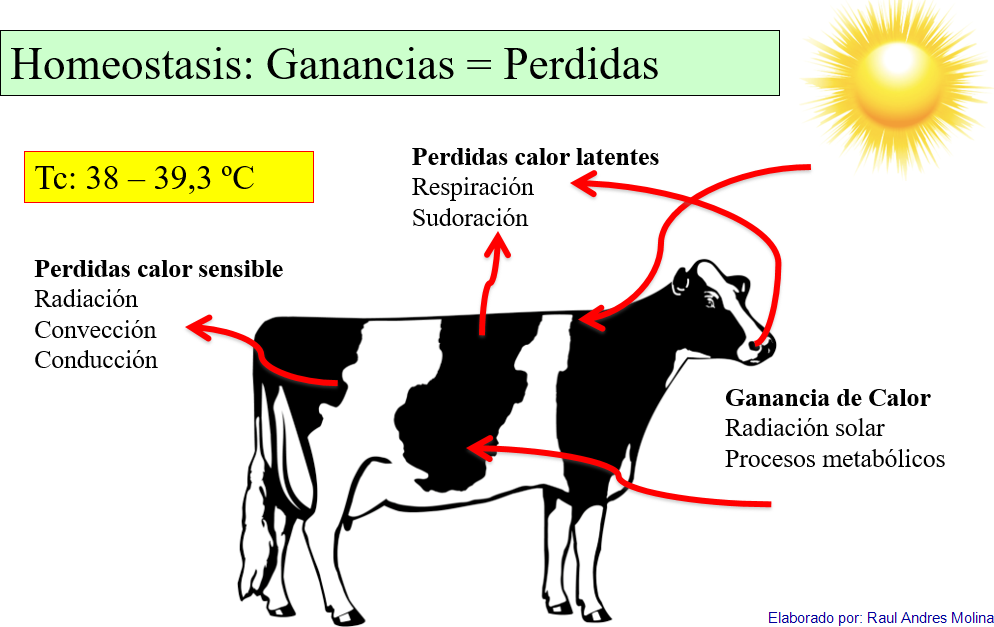 Homeostasis: Ganancias = Perdidas
Tc: 38 – 39,3 ºC
Perdidas calor latentes
Respiración
Sudoración
Perdidas calor sensible
Radiación
Convección
Conducción
Ganancia de Calor
Radiación solar
Procesos metabólicos
Elaborado por: Raul Andres Molina